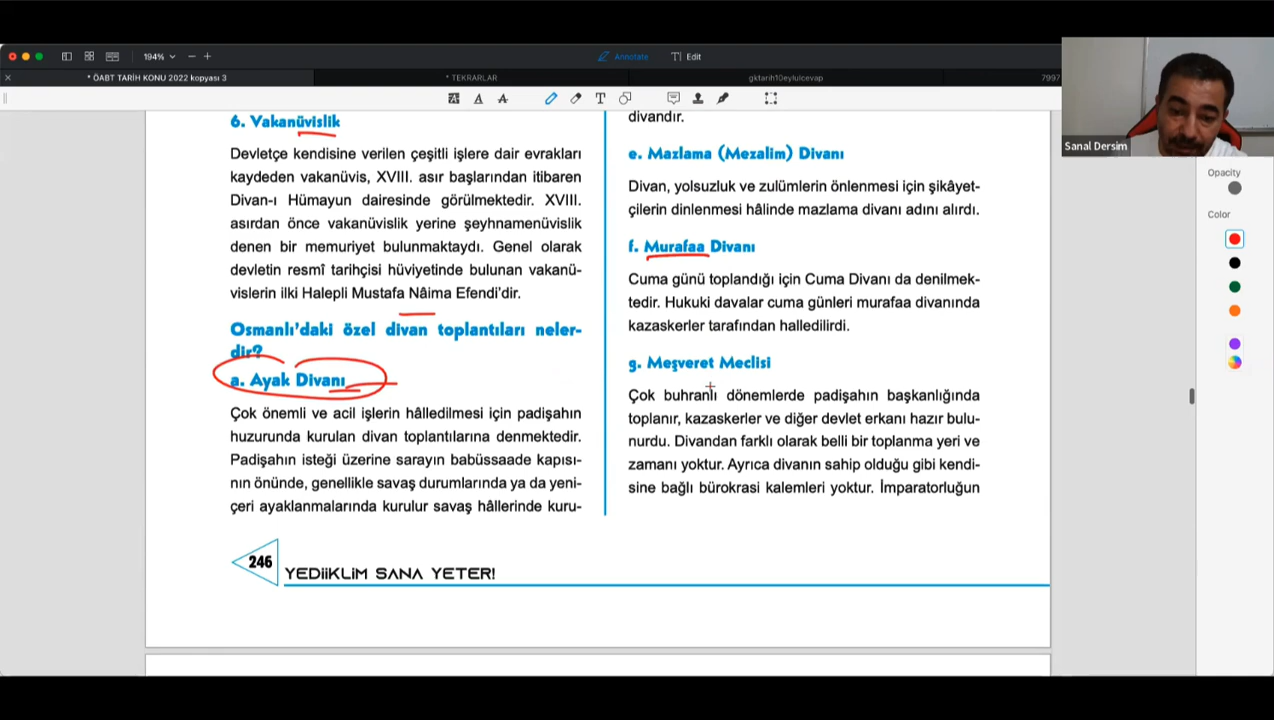 194%
Annotate
Edit
* ÖABT TARİH KONU 2022 kopyası 3
* TEKRARLAR
gktarih10eylulcevap
7997
6. Vakanüvislik
Devletçe kendisine verilen çeşitli işlere dair evrakları
kaydeden vakanüvis, XVIII. asır başlarından itibaren
Divan-ı Hümayun dairesinde görülmektedir. XVIII.
asırdan önce vakanüvislik yerine şeyhnamenüvislik
denen bir memuriyet bulunmaktaydı. Genel olarak
devletin resmî tarihçisi hüviyetinde bulunan vakanü-
vislerin ilki Halepli Mustafa Nâima Efendi’dir.
Osmanlı’daki özel divan toplantıları neler-
dir?
a. Ayak Divanı
Çok önemli ve acil işlerin hâlledilmesi için padişahın
huzurunda kurulan divan toplantılarına denmektedir.
Padişahın isteği üzerine sarayın babüssaade kapısı-
nın önünde, genellikle savaş durumlarında ya da yeni-
çeri ayaklanmalarında kurulur savaş hâllerinde kuru-
divandır.
e. Mazlama (Mezalim) Divanı
Divan, yolsuzluk ve zulümlerin önlenmesi için şikâyet-
çilerin dinlenmesi hâlinde mazlama divanı adını alırdı.
f. Murafaa Divanı
Cuma günü toplandığı için Cuma Divanı da denilmek-
tedir. Hukuki davalar cuma günleri murafaa divanında
kazaskerler tarafından halledilirdi.
g. Meşveret Meclisi
Çok buhranlı dönemlerde padişahın başkanlığında
toplanır, kazaskerler ve diğer devlet erkanı hazır bulu-
nurdu. Divandan farklı olarak belli bir toplanma yeri ve
zamanı yoktur. Ayrıca divanın sahip olduğu gibi kendi-
sine bağlı bürokrasi kalemleri yoktur. İmparatorluğun
246
YEDiiKLiM SANA YETER!
Sanal Dersim
Opacity
Color